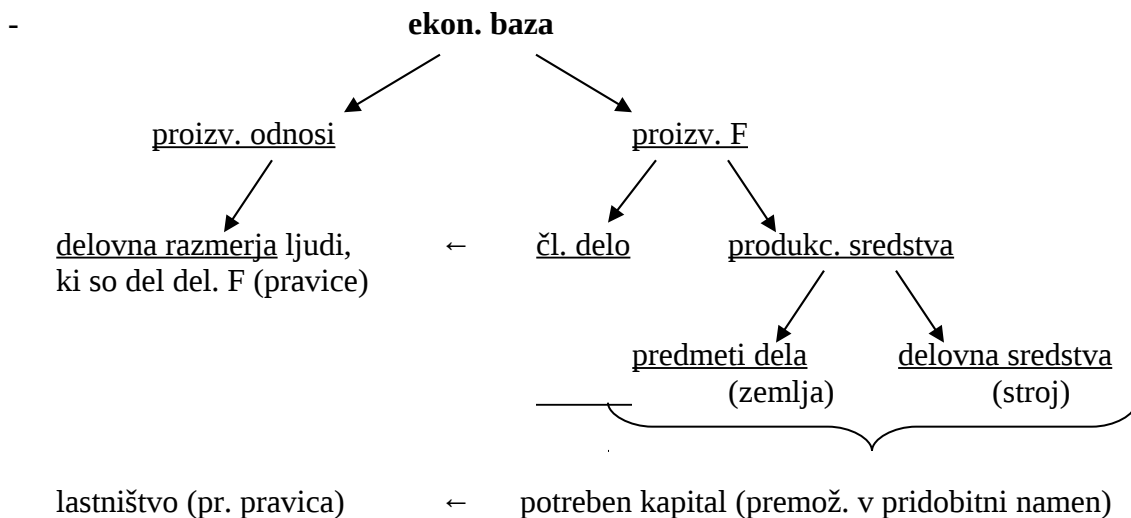 - ekon. baza
proizv. odnosi proizv. F
delovna razmerja ljudi, ← čl. delo produkc. sredstva
ki so del del. F (pravice)
predmeti dela delovna sredstva
(zemlja) (stroj)
lastništvo (pr. pravica) ← potreben kapital (premož. v pridobitni namen)